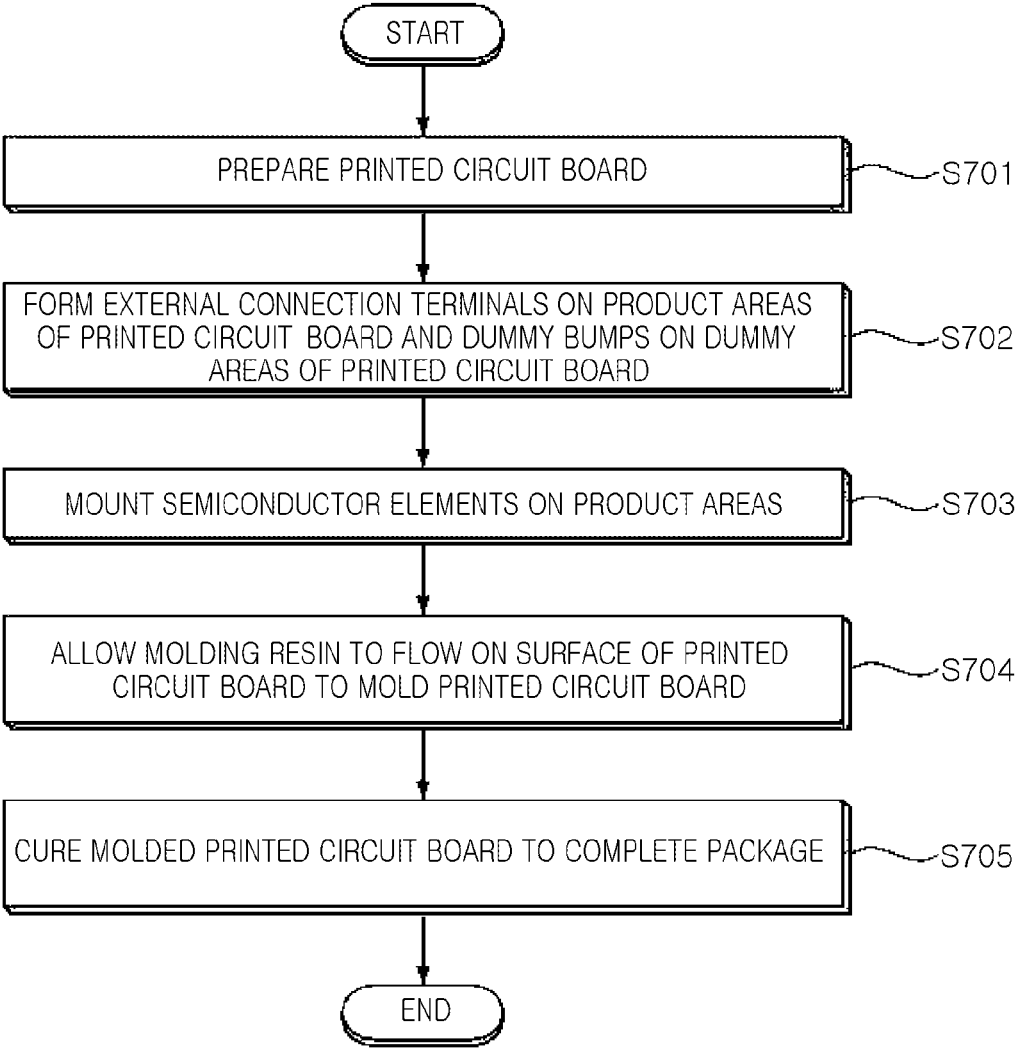 START
PREPARE PRINTED CIRCUIT BOARD
S701
FORM EXTERNAL CONNECTION TERMINALS ON PRODUCT AREAS
OF PRINTED CIRCUIT BOARD AND DUMMY BUMPS ON DUMMY
AREAS OF PRINTED CIRCUIT BOARD
S702
MOUNT SEMICONDUCTOR ELEMENTS ON PRODUCT AREAS
S703
ALLOW MOLDING RESIN TO FLOW ON SURFACE OF PRINTED
CIRCUIT BOARD TO MOLD PRINTED CIRCUIT BOARD
S704
CURE MOLDED PRINTED CIRCUIT BOARD TO COMPLETE PACKAGE
S705
END